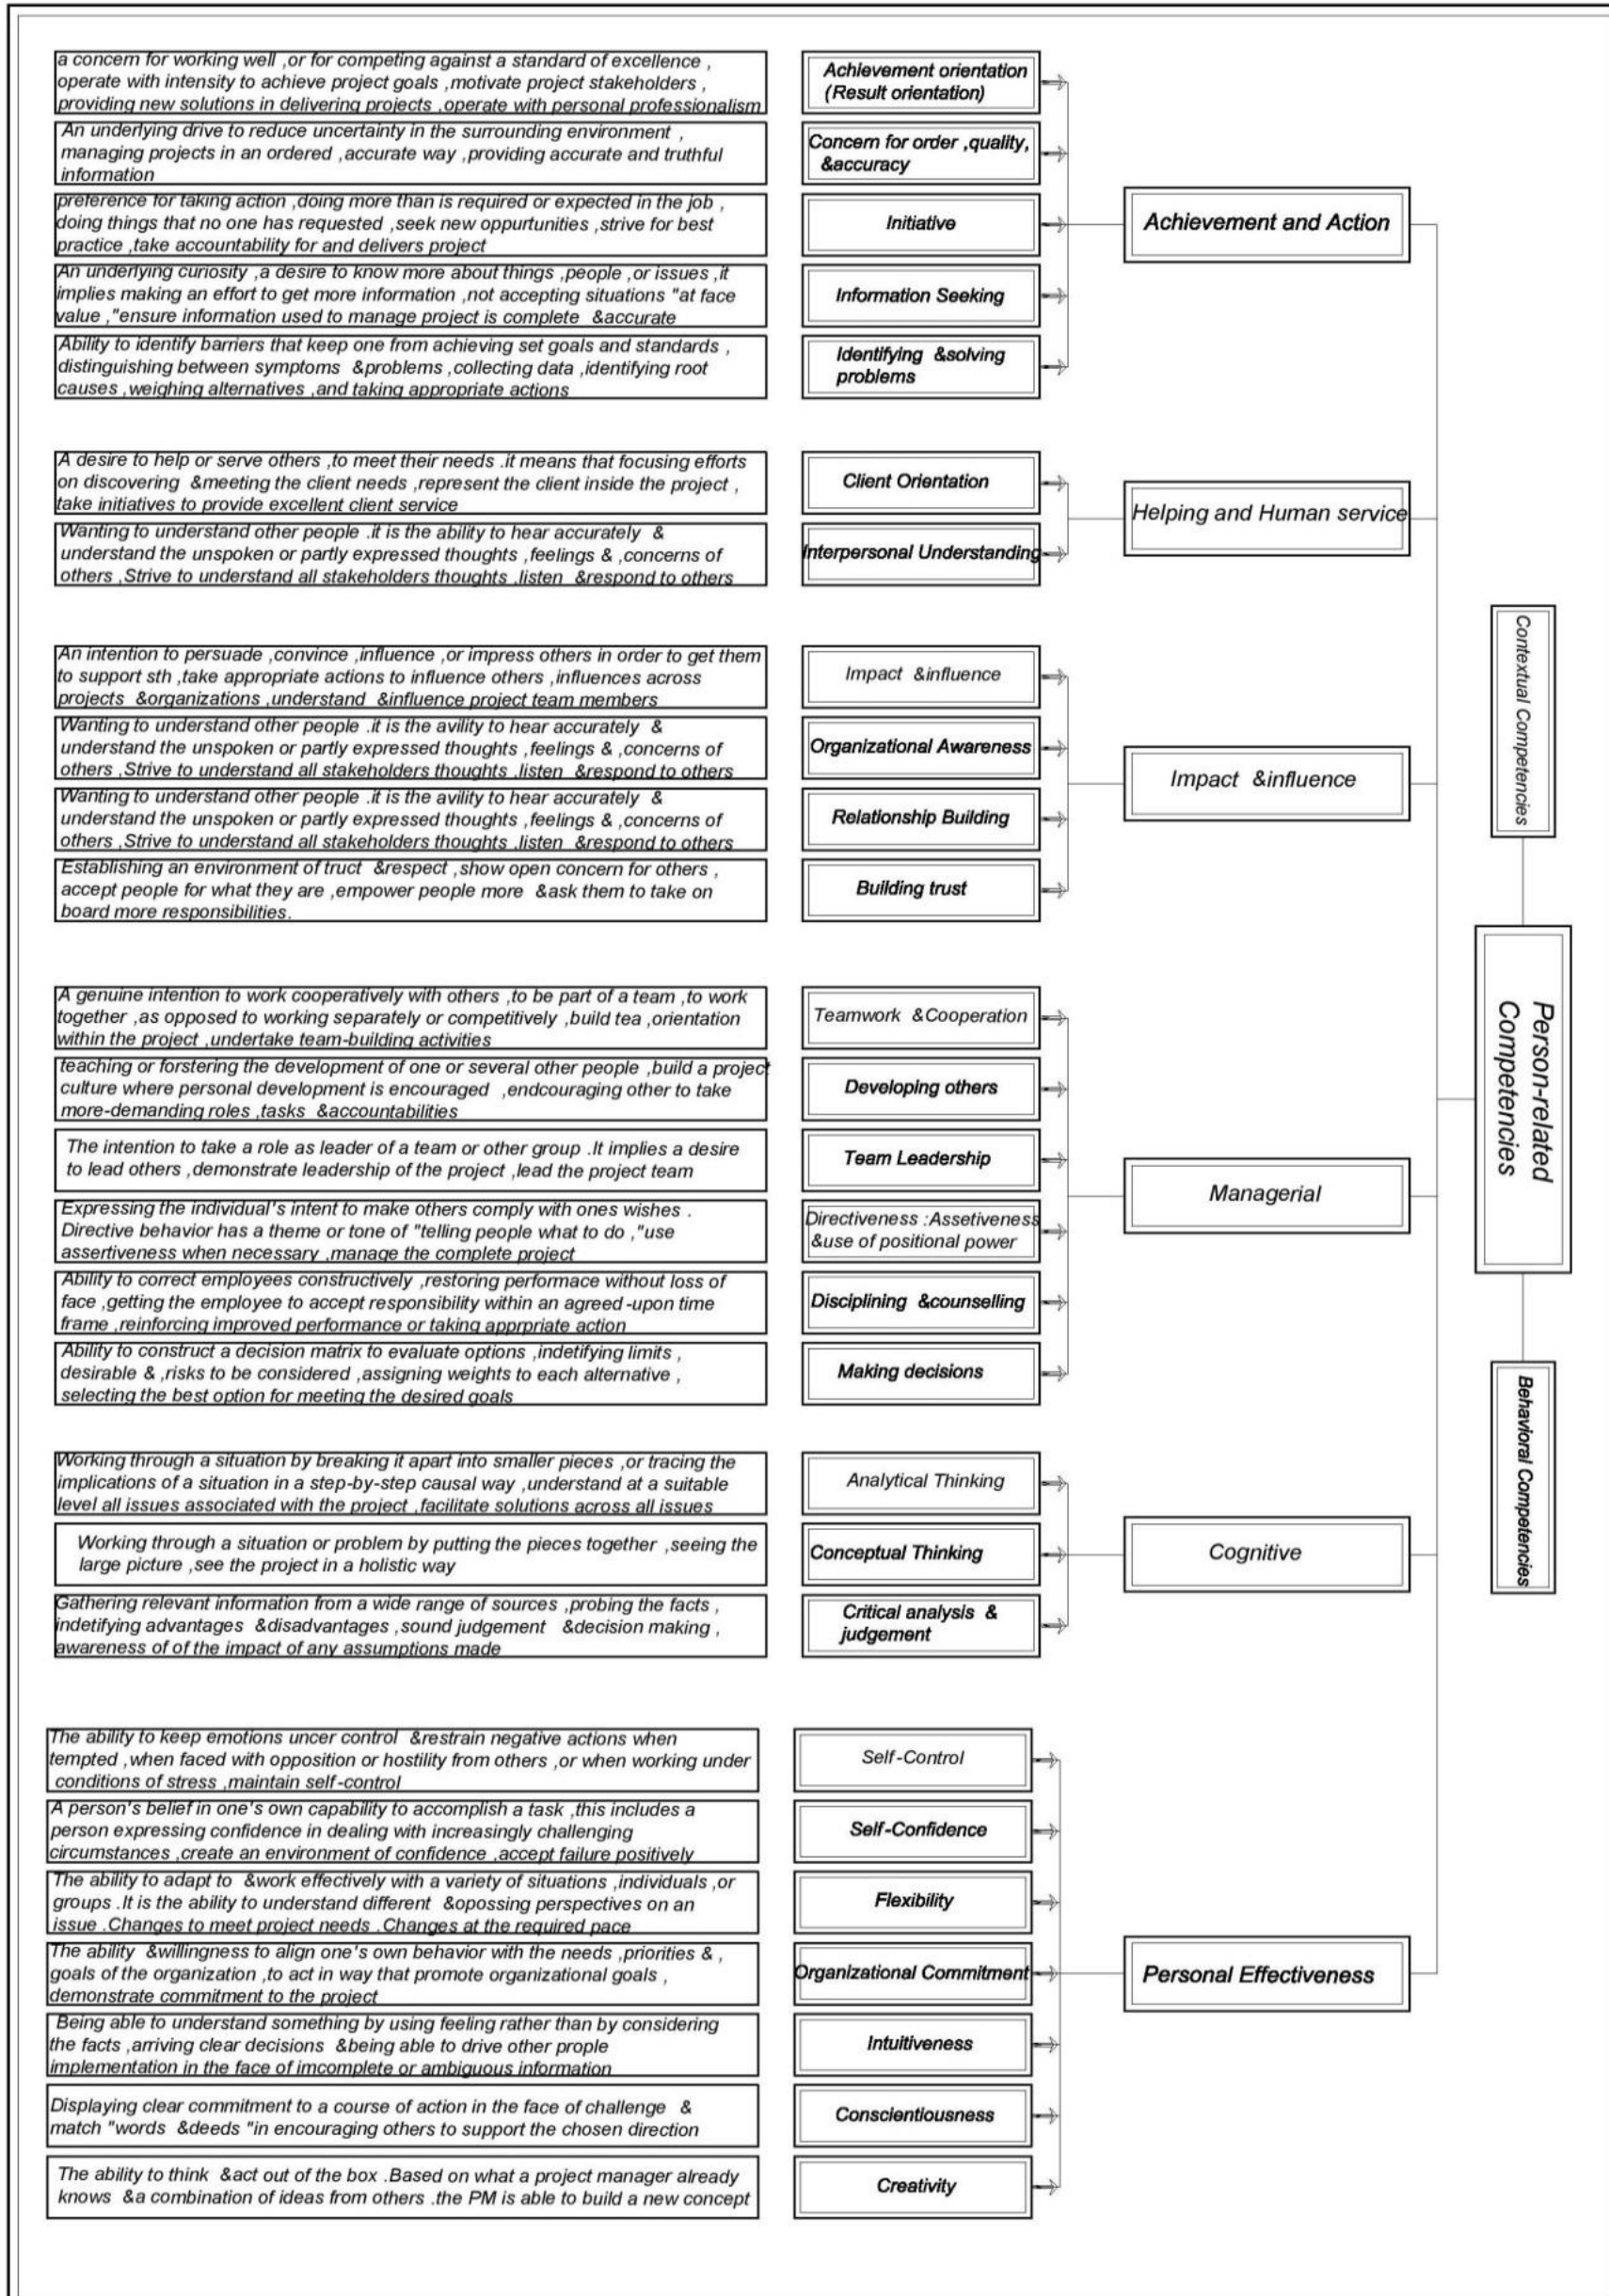 a concern for working well ,or for competing against a standard of excellence ,
operate with intensity to achieve project goals ,motivate project stakeholders ,
providing new solutions in delivering projects ,operate with personal professionalism
Achievement orientation
(Result orientation)
An underlying drive to reduce uncertainty in the surrounding environment ,
managing projects in an ordered ,accurate way ,providing accurate and truthful
information
Concern for order ,quality,
&accuracy
preference for taking action ,doing more than is required or expected in the job ,
doing things that no one has requested ,seek new oppurtunities ,strive for best
practice ,take accountability for and delivers project
Initiative
Achievement and Action
An underlying curiosity ,a desire to know more about things ,people ,or issues ,it
implies making an effort to get more information ,not accepting situations "at face
value ,"ensure information used to manage project is complete &accurate
Information Seeking
Ability to identify barriers that keep one from achieving set goals and standards ,
distinguishing between symptoms &problems ,collecting data ,identifying root
causes ,weighing alternatives ,and taking appropriate actions
Identifying &solving
problems
A desire to help or serve others ,to meet their needs .it means that focusing efforts
on discovering &meeting the client needs ,represent the client inside the project ,
take initiatives to provide excellent client service
Client Orientation
Helping and Human service
Wanting to understand other people .it is the ability to hear accurately &
understand the unspoken or partly expressed thoughts ,feelings & ,concerns of
others ,Strive to understand all stakeholders thoughts ,listen &respond to others
Interpersonal Understanding
An intention to persuade ,convince ,influence ,or impress others in order to get them
to support sth ,take appropriate actions to influence others ,influences across
projects &organizations ,understand &influence project team members
Impact &influence
Wanting to understand other people .it is the avility to hear accurately &
understand the unspoken or partly expressed thoughts ,feelings & ,concerns of
others ,Strive to understand all stakeholders thoughts ,listen &respond to others
Organizational Awareness
Impact &influence
Wanting to understand other people .it is the avility to hear accurately &
understand the unspoken or partly expressed thoughts ,feelings & ,concerns of
others ,Strive to understand all stakeholders thoughts ,listen &respond to others
Relationship Building
Establishing an environment of truct &respect ,show open concern for others ,
accept people for what they are ,empower people more &ask them to take on
board more responsibilities.
Building trust
Contextual Competencies
Person-related
Competencies
Behavioral Competencies
A genuine intention to work cooperatively with others ,to be part of a team ,to work
together ,as opposed to working separately or competitively ,build tea ,orientation
within the project ,undertake team-building activities
Teamwork &Cooperation
teaching or forstering the development of one or several other people ,build a project
culture where personal development is encouraged ,endcouraging other to take
more-demanding roles ,tasks &accountabilities
Developing others
The intention to take a role as leader of a team or other group .It implies a desire
to lead others ,demonstrate leadership of the project ,lead the project team
Team Leadership
Managerial
Expressing the individual's intent to make others comply with ones wishes .
Directive behavior has a theme or tone of "telling people what to do ,"use
assertiveness when necessary ,manage the complete project
Directiveness :Assetiveness
&use of positional power
Ability to correct employees constructively ,restoring performace without loss of
face ,getting the employee to accept responsibility within an agreed-upon time
frame ,reinforcing improved performance or taking apprpriate action
Disciplining &counselling
Ability to construct a decision matrix to evaluate options ,indetifying limits ,
desirable & ,risks to be considered ,assigning weights to each alternative ,
selecting the best option for meeting the desired goals
Making decisions
Working through a situation by breaking it apart into smaller pieces ,or tracing the
implications of a situation in a step-by-step causal way ,understand at a suitable
level all issues associated with the project ,facilitate solutions across all issues
Analytical Thinking
Working through a situation or problem by putting the pieces together ,seeing the
large picture ,see the project in a holistic way
Conceptual Thinking
Cognitive
Gathering relevant information from a wide range of sources ,probing the facts ,
indetifying advantages &disadvantages ,sound judgement &decision making ,
awareness of of the impact of any assumptions made
Critical analysis &
judgement
The ability to keep emotions uncer control &restrain negative actions when
tempted ,when faced with opposition or hostility from others ,or when working under
conditions of stress ,maintain self-control
Self-Control
A person's belief in one's own capability to accomplish a task ,this includes a
person expressing confidence in dealing with increasingly challenging
circumstances ,create an environment of confidence ,accept failure positively
Self-Confidence
The ability to adapt to &work effectively with a variety of situations ,individuals ,or
groups .It is the ability to understand different &opossing perspectives on an
issue .Changes to meet project needs .Changes at the required pace
Flexibility
The ability &willingness to align one's own behavior with the needs ,priorities & ,
goals of the organization ,to act in way that promote organizational goals ,
demonstrate commitment to the project
Organizational Commitment
Personal Effectiveness
Being able to understand something by using feeling rather than by considering
the facts ,arriving clear decisions &being able to drive other prople
implementation in the face of imcomplete or ambiguous information
Intuitiveness
Displaying clear commitment to a course of action in the face of challenge &
match "words &deeds "in encouraging others to support the chosen direction
Conscientiousness
The ability to think &act out of the box .Based on what a project manager already
knows &a combination of ideas from others .the PM is able to build a new concept
Creativity